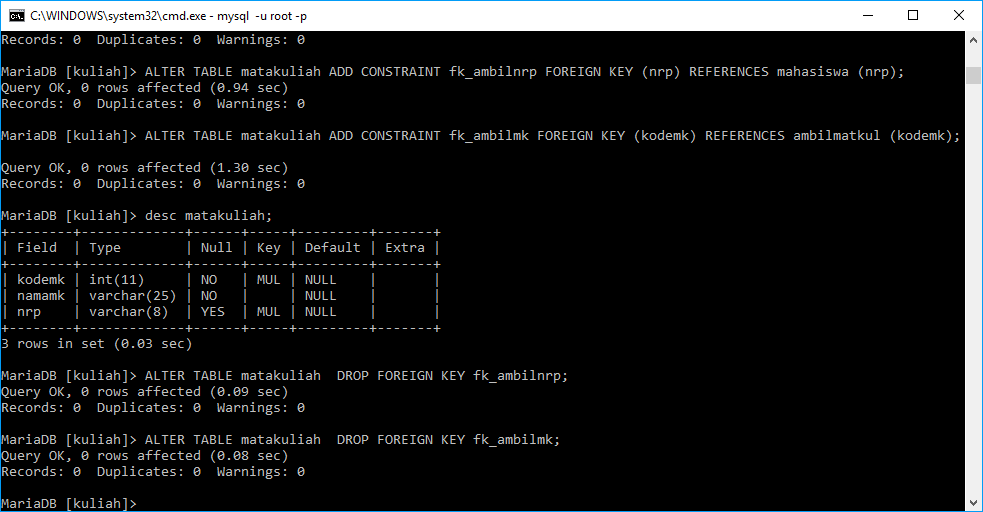 C:\WINDOWS\system32\cmd.exe - mysql  -u root -p
Records: 0  Duplicates: 0  Warnings: 0
MariaDB [kuliah]> ALTER TABLE matakuliah ADD CONSTRAINT fk_ambilnrp FOREIGN KEY (nrp) REFERENCES mahasiswa (nrp);
Query OK, 0 rows affected (0.94 sec)
Records: 0  Duplicates: 0  Warnings: 0
MariaDB [kuliah]> ALTER TABLE matakuliah ADD CONSTRAINT fk_ambilmk FOREIGN KEY (kodemk) REFERENCES ambilmatkul (kodemk);
Query OK, 0 rows affected (1.30 sec)
Records: 0  Duplicates: 0  Warnings: 0
MariaDB [kuliah]> desc matakuliah;
+--------+-------------+------+-----+---------+-------+
| Field  | Type        | Null | Key | Default | Extra |
+--------+-------------+------+-----+---------+-------+
| kodemk | int(11)     | NO   | MUL | NULL    |       |
| namamk | varchar(25) | NO   |     | NULL    |       |
| nrp    | varchar(8)  | YES  | MUL | NULL    |       |
+--------+-------------+------+-----+---------+-------+
3 rows in set (0.03 sec)
MariaDB [kuliah]> ALTER TABLE matakuliah  DROP FOREIGN KEY fk_ambilnrp;
Query OK, 0 rows affected (0.09 sec)
Records: 0  Duplicates: 0  Warnings: 0
MariaDB [kuliah]> ALTER TABLE matakuliah  DROP FOREIGN KEY fk_ambilmk;
Query OK, 0 rows affected (0.08 sec)
Records: 0  Duplicates: 0  Warnings: 0
MariaDB [kuliah]>